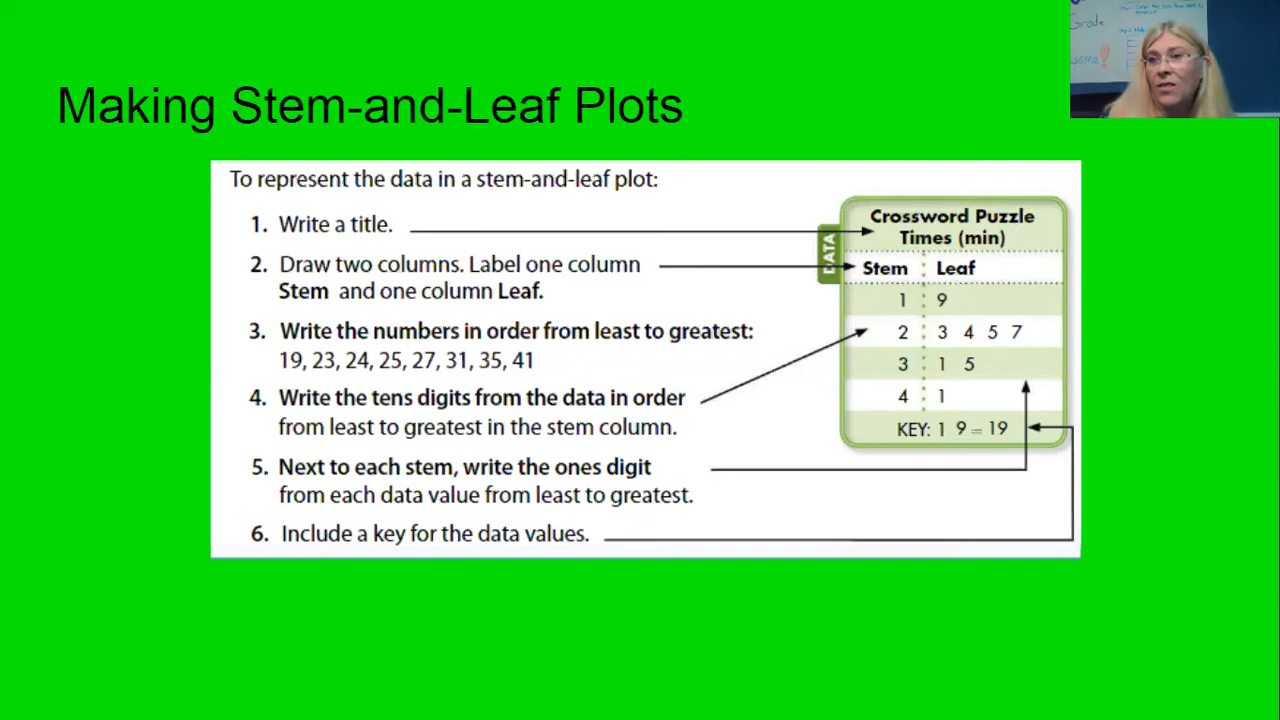 Making Stem-and-Leaf Plots
To represent the data in a stem-and-leaf plot:
1. Write a title.
2. Draw two columns. Label one column
Stem and one column Leaf.
3. Write the numbers in order from least to greatest:
19, 23, 24, 25, 27, 31, 35, 41
4. Write the tens digits from the data in order
from least to greatest in the stem column.
5. Next to each stem, write the ones digit
from each data value from least to greatest.
6. Include a key for the data values.
DATA
Crossword Puzzle
Times (min)
Stem Leaf
1 9
2 3 4 5 7
3 1 5
4 1
KEY: 1 9 = 19
Grade